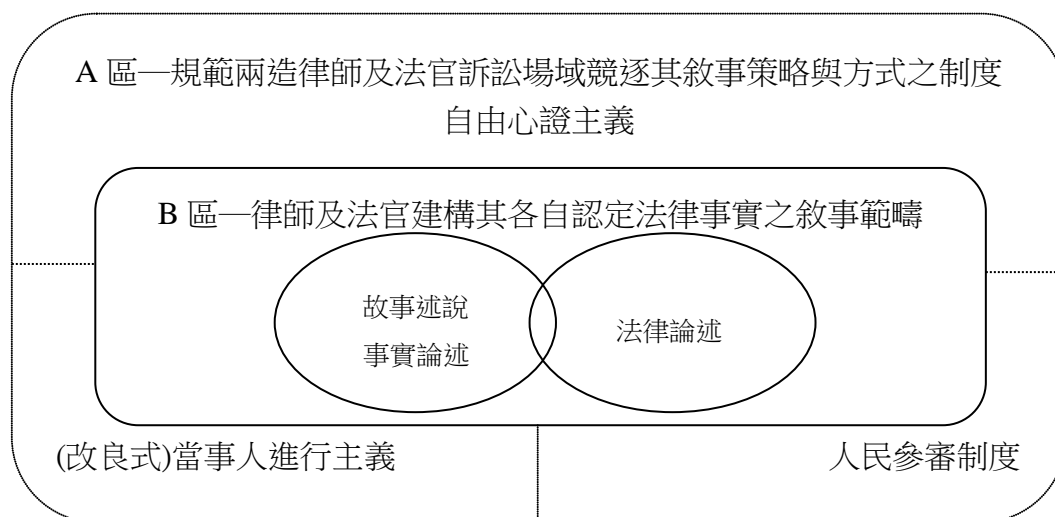 A 區—規範兩造律師及法官訴訟場域競逐其敘事策略與方式之制度
自由心證主義
B 區—律師及法官建構其各自認定法律事實之敘事範疇
故事述說
事實論述
法律論述
(改良式)當事人進行主義
人民參審制度